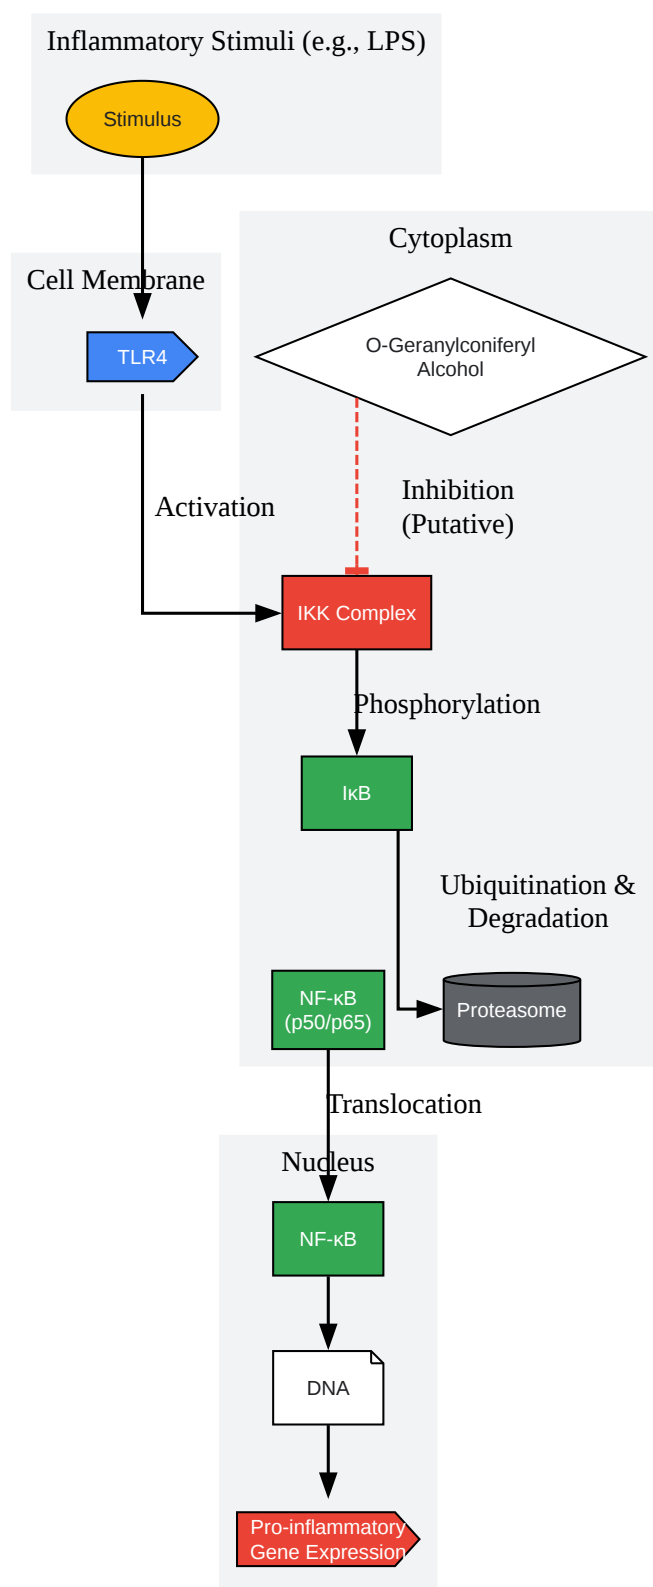 Inflammatory Stimuli (e.g., LPS)
Stimulus
Cytoplasm
Cell Membrane
O-Geranylconiferyl
Alcohol
TLR4
Inhibition
(Putative)
Activation
IKK Complex
Phosphorylation
IκB
Ubiquitination &
Degradation
NF-κB
(p50/p65)
Proteasome
Translocation
Nucleus
NF-κB
DNA
Pro-inflammatory
Gene Expression